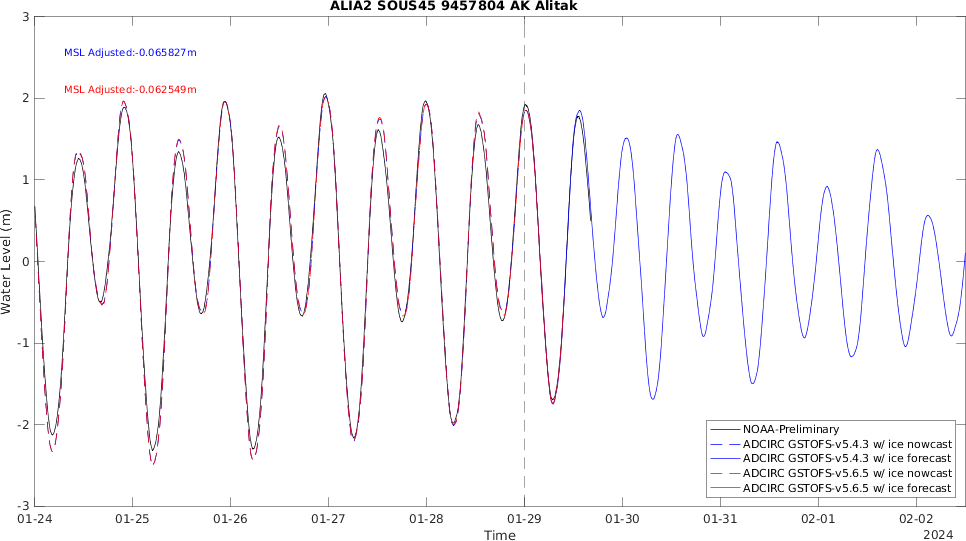 ALIA2 SOUS45 9457804 AK Alitak
3
MSL Adjusted:-0.065827m
MSL Adjusted:-0.062549m
2
1
0
-1
-2
-3
Water Level (m)
NOAA-Preliminary
ADCIRC GSTOFS-v5.4.3 w/ ice nowcast
ADCIRC GSTOFS-v5.4.3 w/ ice forecast
ADCIRC GSTOFS-v5.6.5 w/ ice nowcast
ADCIRC GSTOFS-v5.6.5 w/ ice forecast
01-24 01-25 01-26 01-27 01-28 01-29 01-30 01-31 02-01 02-02
Time
2024